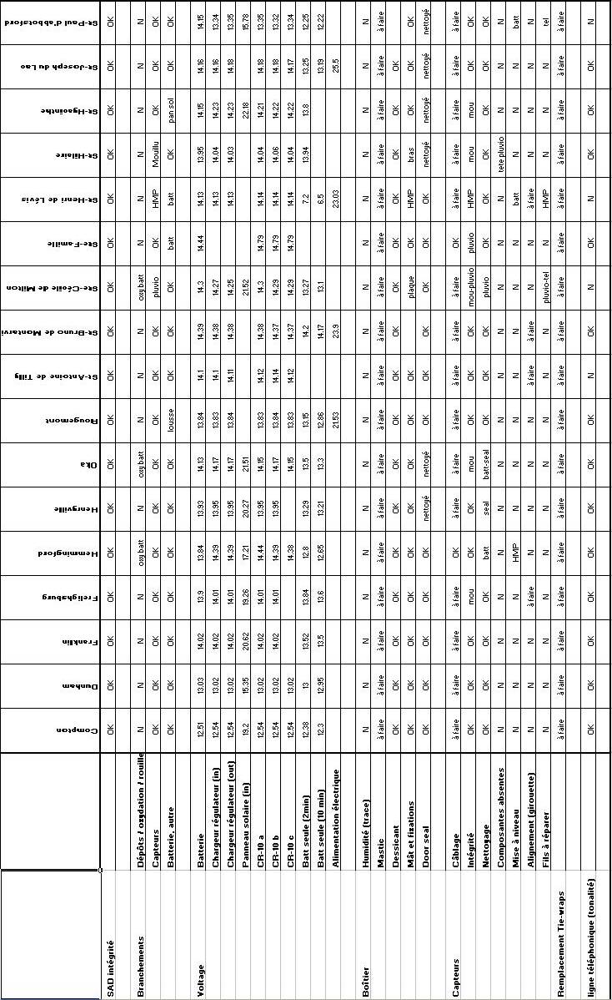 Compton Dunham Franklin Frelighsburg Hemmingford Henryville Oka Rougemont St-Antoine de Tilly St-Bruno de Montarvi Ste-Cécile de Milton Ste-Famille St-Henri de Lévis St-Hilaire St-Hyacinthe St-Joseph du Lac St-Paul d'abbotsford
SAD intégrité OK OK OK OK OK OK OK OK OK OK OK OK OK OK OK OK OK
Branchements Dépôts / oxydation / rouille N N N N oxy batt N oxy batt N N N oxy batt N N N N N N
Capteurs OK OK OK OK OK OK OK OK OK OK pluvio OK HMP Mouillu OK OK OK
Batterie, autre OK OK OK OK OK OK OK lousse OK OK OK batt batt OK pan sol OK OK
Voltage Batterie 12.51 13.03 14.02 13.9 13.84 13.93 14.13 13.84 14.1 14.39 14.3 14.44 14.13 13.95 14.15 14.16 14.15
Chargeur régulateur (in) 12.54 13.02 14.02 14.01 14.39 13.95 14.17 13.83 14.1 14.38 14.27 14.13 14.04 14.23 14.16 13.34
Chargeur régulateur (out) 12.54 13.02 14.02 14.01 14.39 13.95 14.17 13.84 14.11 14.38 14.25 14.13 14.03 14.23 14.18 13.35
Panneau solaire (in) 19.2 15.35 20.62 19.26 17.21 20.27 21.51 21.52 22.18 15.78
CR-10 a 12.54 13.02 14.02 14.01 14.44 13.95 14.15 13.83 14.12 14.38 14.3 14.79 14.14 14.04 14.21 14.18 13.35
CR-10 b 12.54 13.02 14.02 14.01 14.39 13.95 14.17 13.84 14.14 14.37 14.29 14.79 14.14 14.06 14.22 14.18 13.32
CR-10 c 12.54 13.02 14.38 14.15 13.83 14.12 14.37 14.29 14.79 14.14 14.04 14.22 14.17 13.34
Batt seule (2min) 12.38 13 13.52 13.84 12.8 13.29 13.5 13.15 14.2 13.27 7.2 13.94 13.8 13.25 12.25
Batt seule (10 min) 12.3 12.95 13.5 13.6 12.65 13.21 13.3 12.86 14.17 13.1 6.5 13.19 12.22
Alimentation électrique 21.53 23.9 23.03 25.5
Boîtier Humidité (trace) N N N N N N N N N N N N N N N N N
Mastic à faire à faire à faire à faire à faire à faire à faire à faire à faire à faire à faire à faire à faire à faire à faire à faire à faire
Dessicant OK OK OK OK OK OK OK OK OK OK OK OK OK OK OK
Mât et fixations OK OK OK OK OK OK OK OK OK OK plaque OK HMP bras OK OK OK
Door seal OK OK OK OK OK nettoyé nettoyé OK OK OK OK OK OK nettoyé nettoyé nettoyé nettoyé
Capteurs Câblage à faire à faire à faire à faire OK à faire à faire à faire à faire à faire à faire OK à faire à faire à faire à faire à faire
Intégrité OK OK OK mou OK OK mou OK OK OK mou-pluvio pluvio HMP mou mou OK OK
Nettoyage OK OK OK OK batt seal batt-seal OK OK OK pluvio OK OK OK OK OK OK
Composantes absentes N N N N N N N N N N N N N tete pluvio N N N
Mise à niveau N N N N HMP N N N N N N N batt N N N batt
Alignement (girouette) N N N à faire N N N N à faire à faire N N à faire N N N N
Fils à réparer N N N N N N N N N N pluvio-tel N HMP N N N tel
Remplacement Tie-wraps à faire à faire à faire à faire à faire à faire à faire à faire à faire à faire à faire à faire à faire à faire à faire à faire à faire
ligne téléphonique (tonalité) OK OK OK OK OK OK OK OK N OK N OK N OK OK OK N